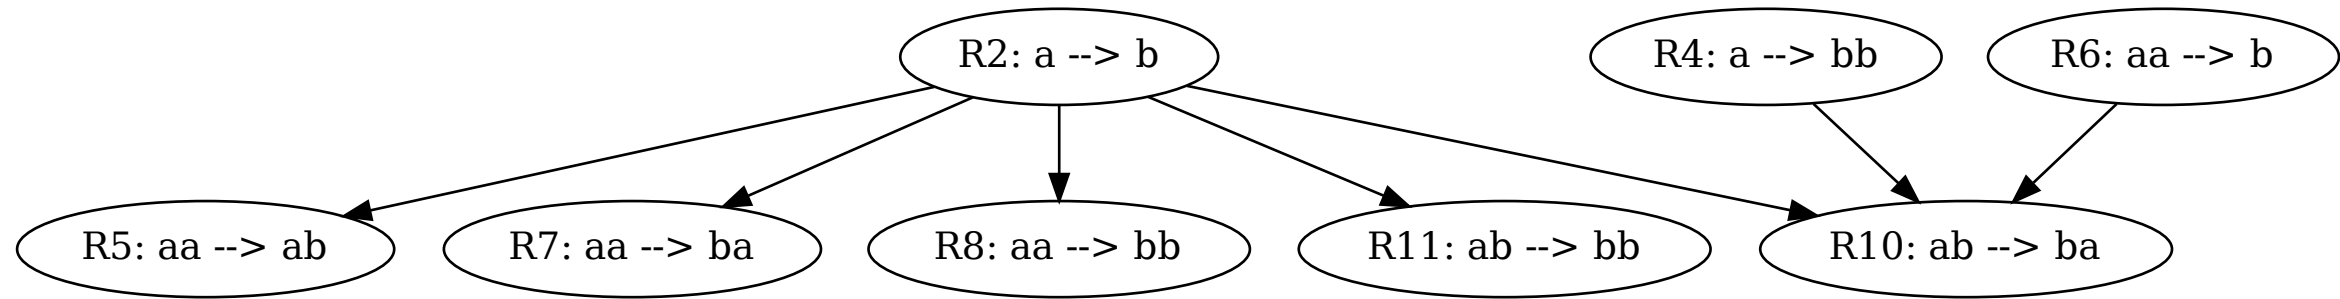 R2: a --> b
R4: a --> bb
R6: aa --> b
R5: aa --> ab
R7: aa --> ba
R8: aa --> bb
R11: ab --> bb
R10: ab --> ba